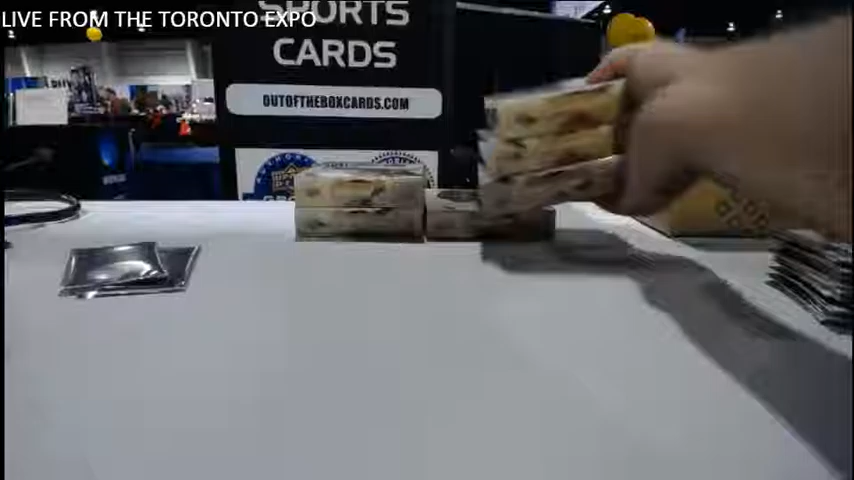 LIVE FROM THE TORONTO EXPO
SPORTS
CARDS
OUTOFTHEBOXCARDS.COM